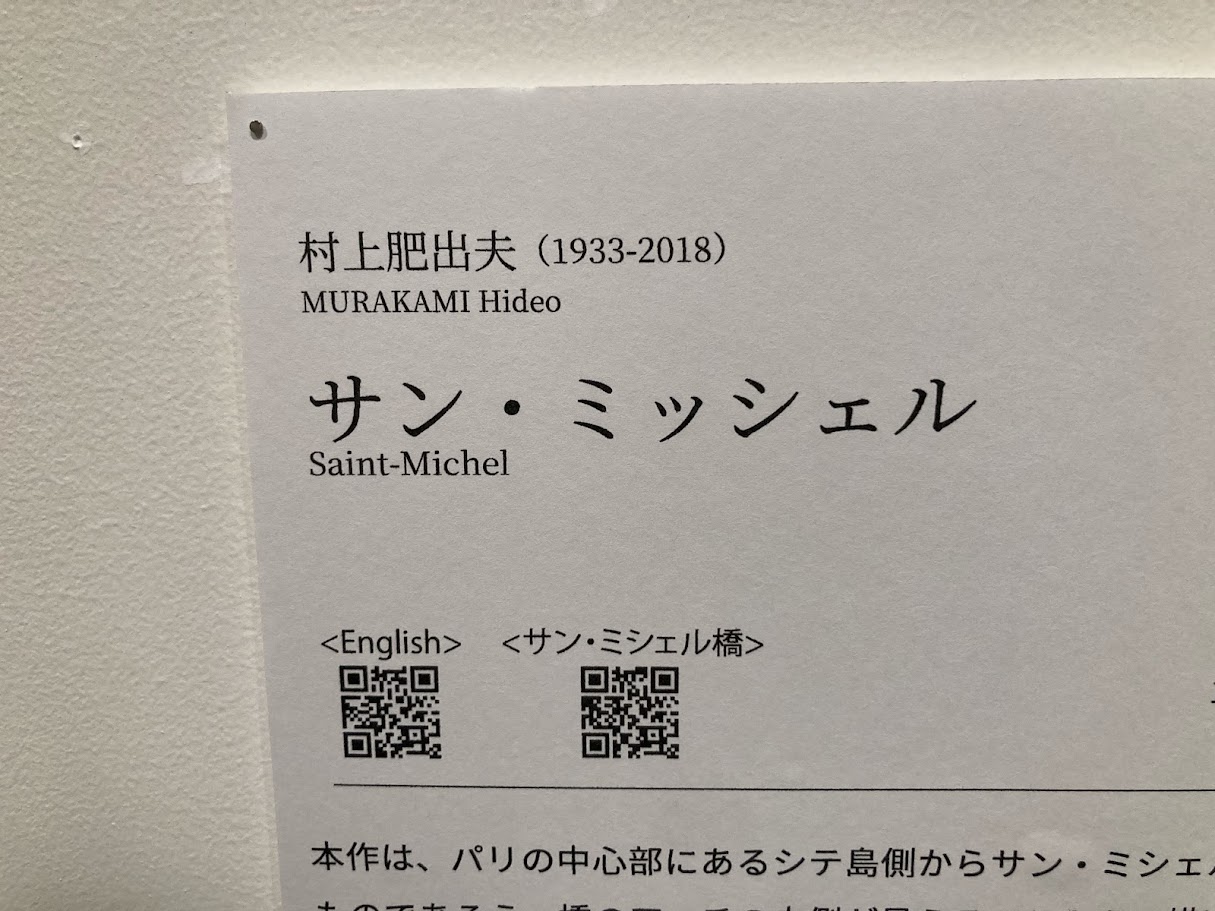 村上肥出夫（1933-2018）
MURAKAMI Hideo
サン・ミッシェル
Saint-Michel
<English> <サン・ミシェル橋>
本作は、パリの中心部にあるシテ島側からサン・ミシェ